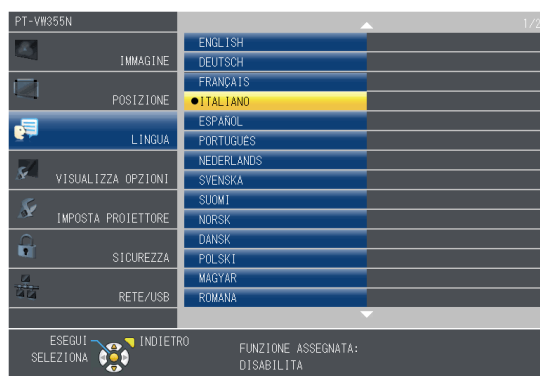 PT-VW355N
1/2
IMMAGINE
POSIZIONE
LINGUA
VISUALIZZA OPZIONI
IMPOSTA PROIETTORE
SICUREZZA
RETE/USB
ENGLISH
DEUTSCH
FRANÇAIS
ITALIANO
ESPAÑOL
PORTUGUÊS
NEDERLANDS
SVENSKA
SUOMI
NORSK
DANSK
POLSKI
MAGYAR
ROMANA
ESEGUI
INDIETRO
SELEZIONA
FUNZIONE ASSEGNATA:
DISABILITA